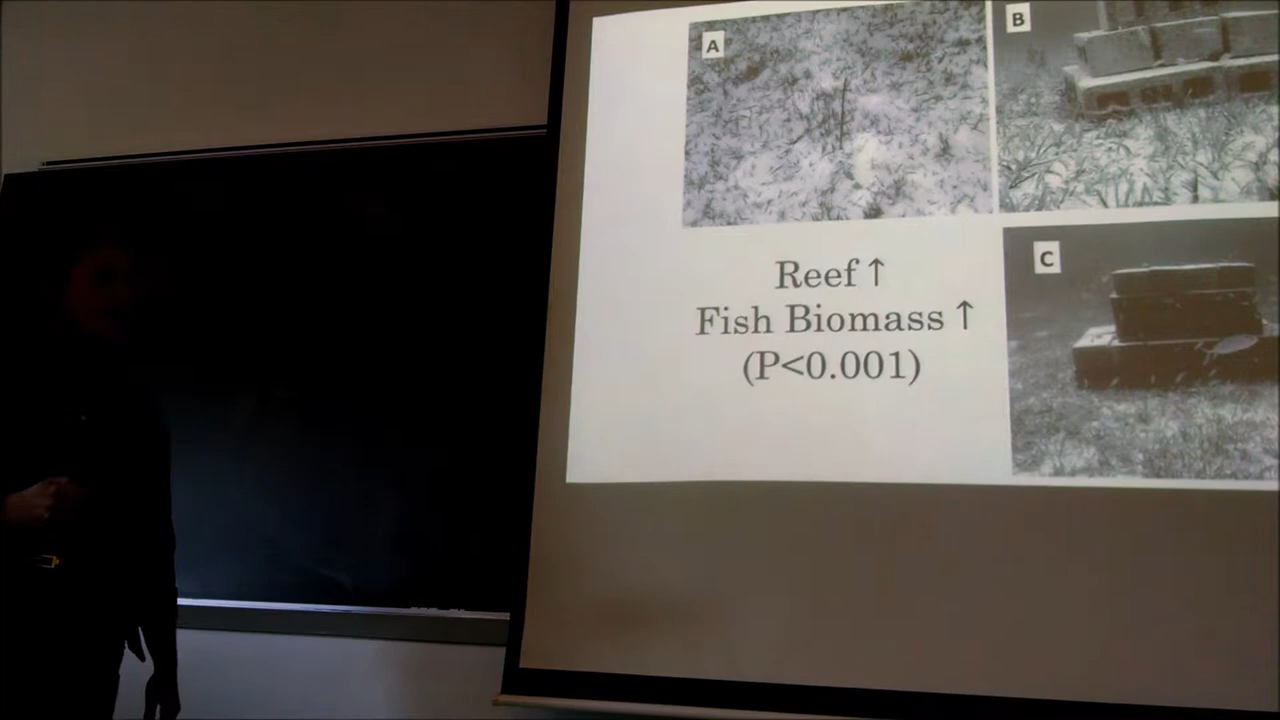 A
B
Reef ↑
Fish Biomass ↑
(P<0.001)
C